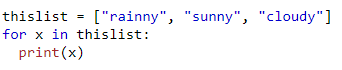 thislist = ["rainny", "sunny", "cloudy"]
for x in thislist:
  print(x)